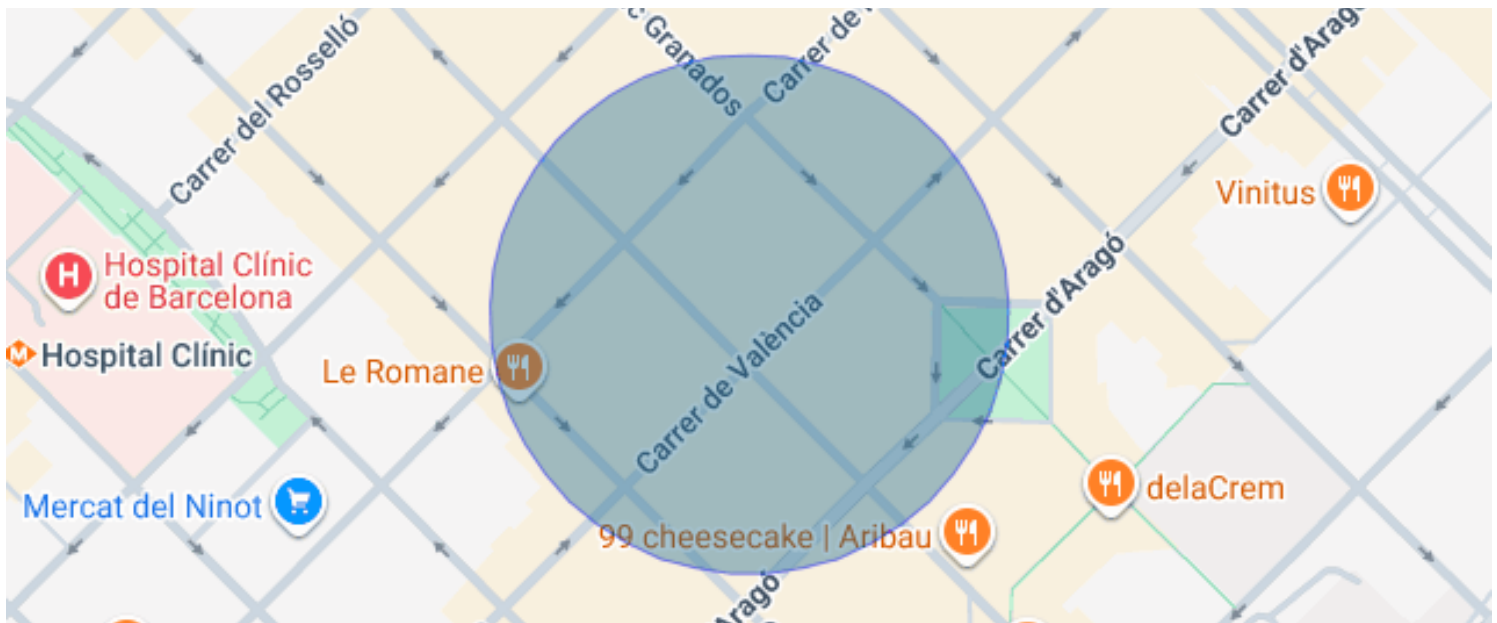 Carrer del Rosselló
c Granados
Carrer de
Carrer d'Arag
Vinitus
Hospital Clínic
de Barcelona
H
M
Hospital Clínic
Carrer d'Aragó
Le Romane
Carrer de València
Mercat del Ninot
delaCrem
99 cheesecake | Aribau
Aragó